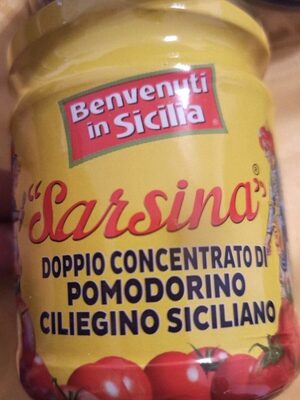 Benvenuti
in Sicilia
"Sarsina"®
DOPPIO CONCENTRATO DI
POMODORINO
CILIEGINO SICILIANO